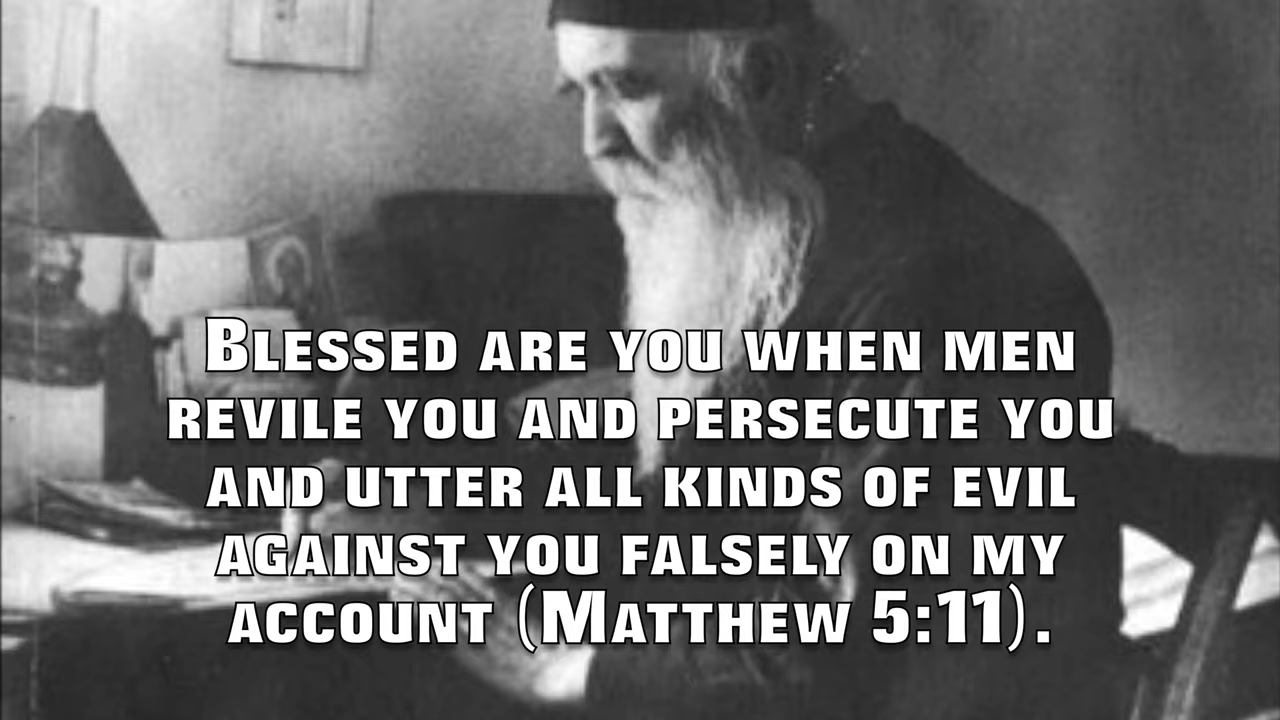 Blessed are you when men
revile you and persecute you
and utter all kinds of evil
against you falsely on my
account (Matthew 5:11).